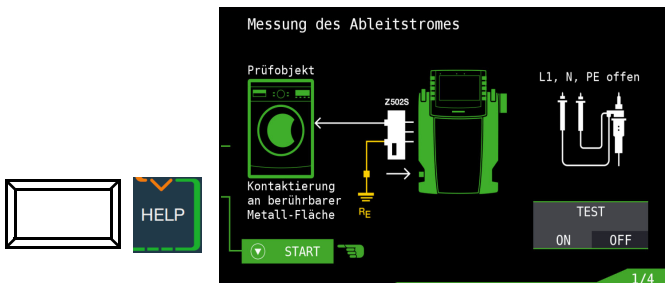 Messung des Ableitstromes
Prüfobjekt
L1, N, PE offen
Z502S
Kontaktierung
an berührbarer
Metall-Fläche
RE
HELP
TEST
ON OFF
START
1/4